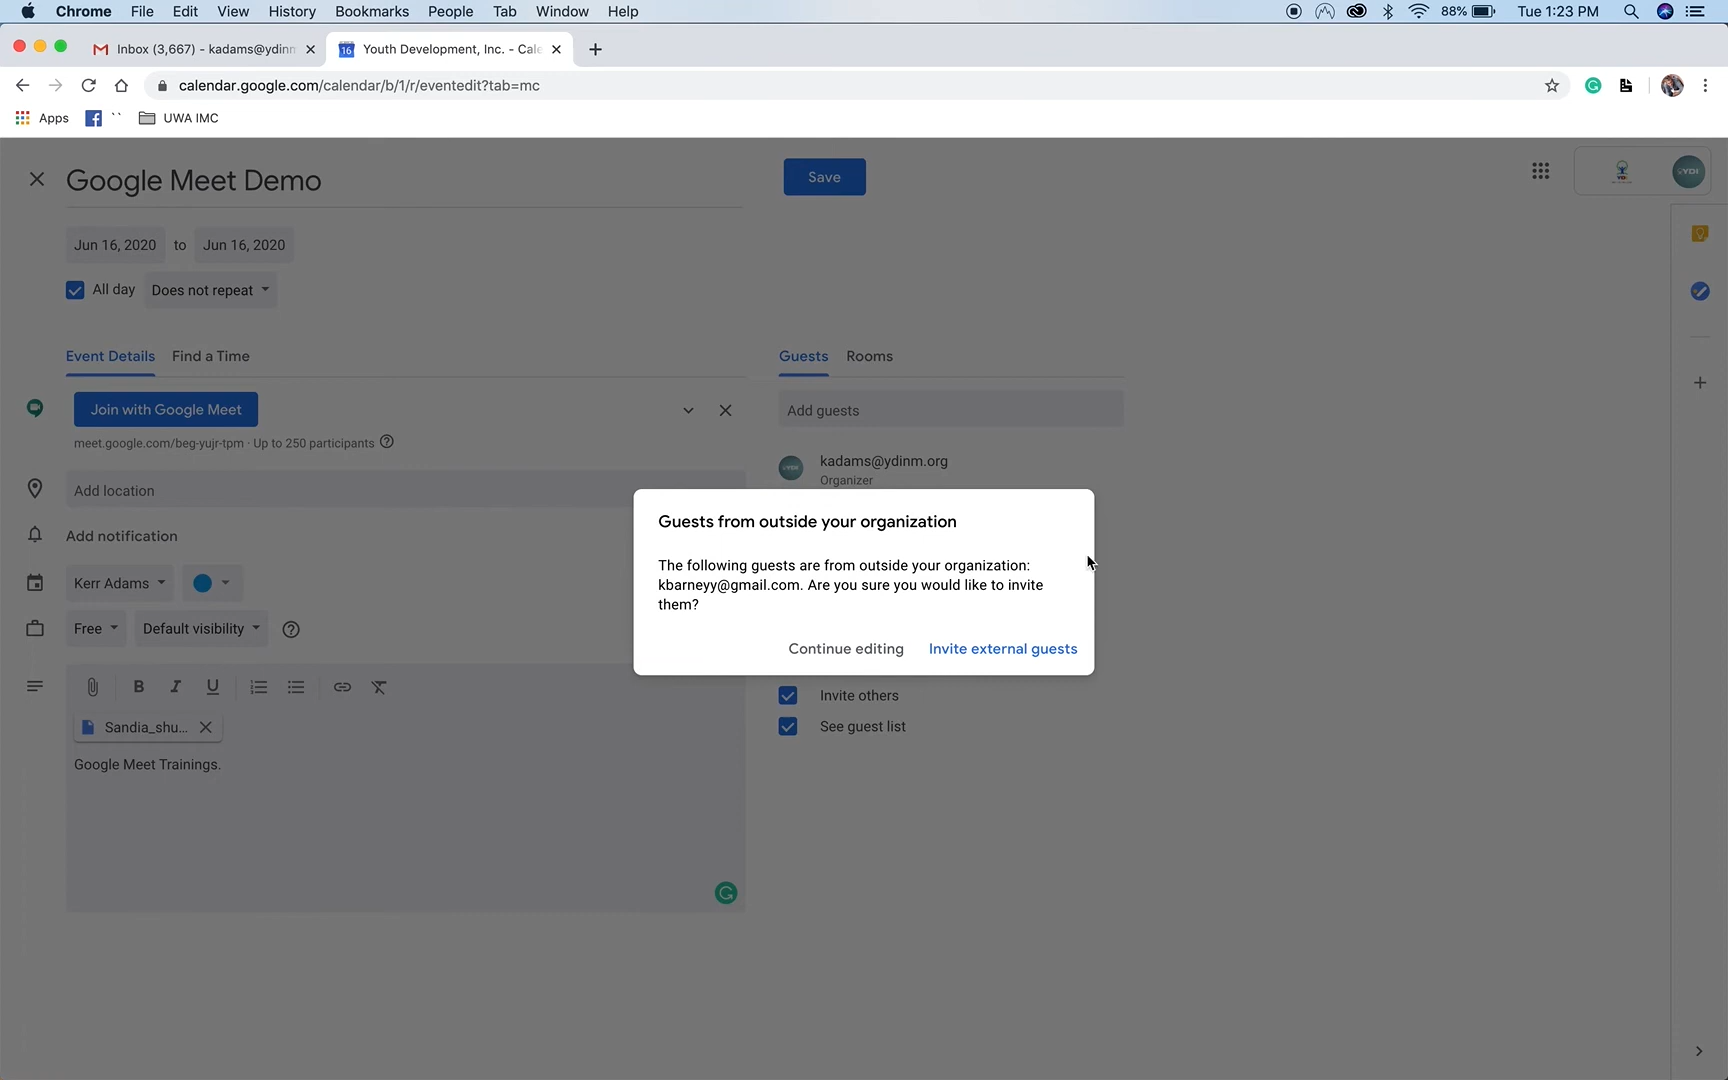 Chrome File Edit View History Bookmarks People Tab Window Help 88% Tue 1:23 PM
Inbox (3,667) - kadams@ydinm
16 Youth Development, Inc. - Cale
calendar.google.com/calendar/b/1/r/eventedit?tab=mc
Apps `` UWA IMC
Google Meet Demo
Save
YDI
Jun 16, 2020 to Jun 16, 2020
All day Does not repeat
Event Details Find a Time
Guests Rooms
Join with Google Meet
meet.google.com/beg-yujr-tpm · Up to 250 participants
Add guests
kadams@ydinm.org
Organizer
Add location
Add notification
Kerr Adams
Free Default visibility
Guests from outside your organization
The following guests are from outside your organization:
kbarneyy@gmail.com. Are you sure you would like to invite
them?
Continue editing Invite external guests
B I U
Sandia_shu...
Google Meet Trainings.
Invite others
See guest list